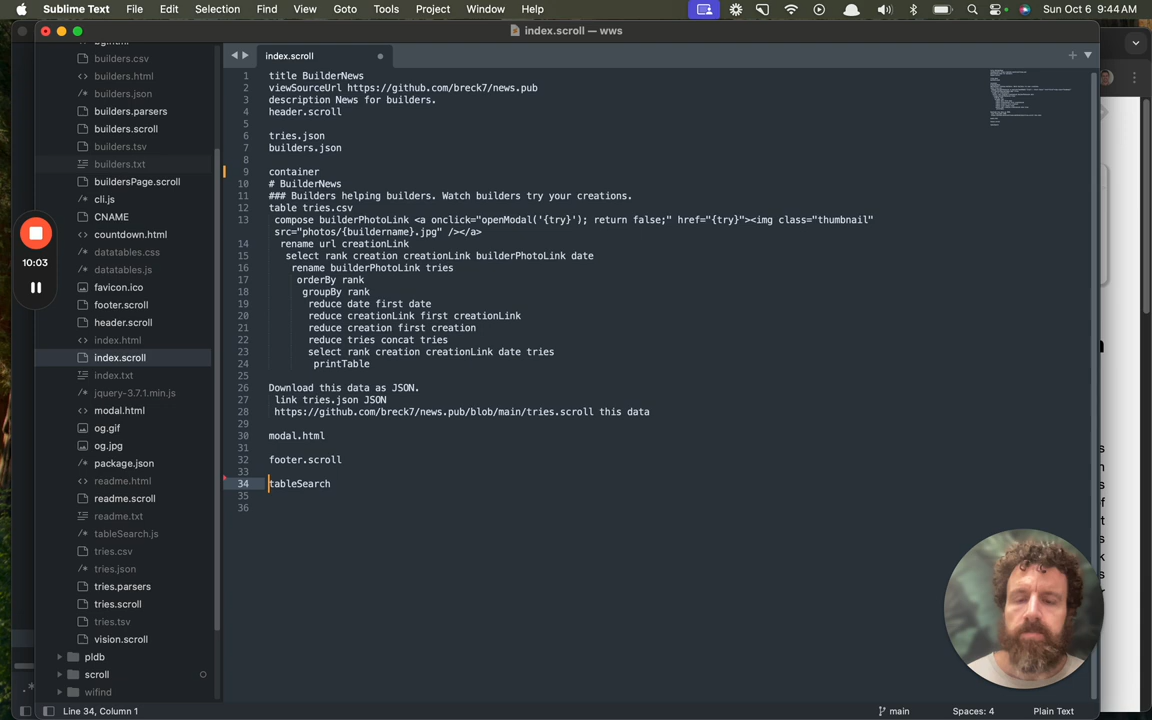 Sublime Text File Edit Selection Find View Goto Tools Project Window Help Sun Oct 6 9:44 AM
index.scroll — wws
builders.csv
builders.html
builders.json
builders.parsers
builders.scroll
builders.tsv
builders.txt
buildersPage.scroll
cli.js
CNAME
countdown.html
datatables.css
datatables.js
favicon.ico
footer.scroll
header.scroll
index.html
index.scroll
index.txt
jquery-3.7.1.min.js
modal.html
og.gif
og.jpg
package.json
readme.html
readme.scroll
readme.txt
tableSearch.js
tries.csv
tries.json
tries.parsers
tries.scroll
tries.tsv
vision.scroll
pldb
scroll
wifind
10:03
index.scroll
1 title BuilderNews
2 viewSourceUrl https://github.com/breck7/news.pub
3 description News for builders.
4 header.scroll
5
6 tries.json
7 builders.json
8
9 container
10 # BuilderNews
11 ### Builders helping builders. Watch builders try your creations.
12 table tries.csv
13 compose builderPhotoLink <a onclick="openModal('{try}'); return false;" href="{try}"><img class="thumbnail"
src="photos/{buildername}.jpg" /></a>
14 rename url creationLink
15 select rank creation creationLink builderPhotoLink date
16 rename builderPhotoLink tries
17 orderBy rank
18 groupBy rank
19 reduce date first date
20 reduce creationLink first creationLink
21 reduce creation first creation
22 reduce tries concat tries
23 select rank creation creationLink date tries
24 printTable
25
26 Download this data as JSON.
27 link tries.json JSON
28 https://github.com/breck7/news.pub/blob/main/tries.scroll this data
29
30 modal.html
31
32 footer.scroll
33
34 tableSearch
35
36
Line 34, Column 1 main Spaces: 4 Plain Text